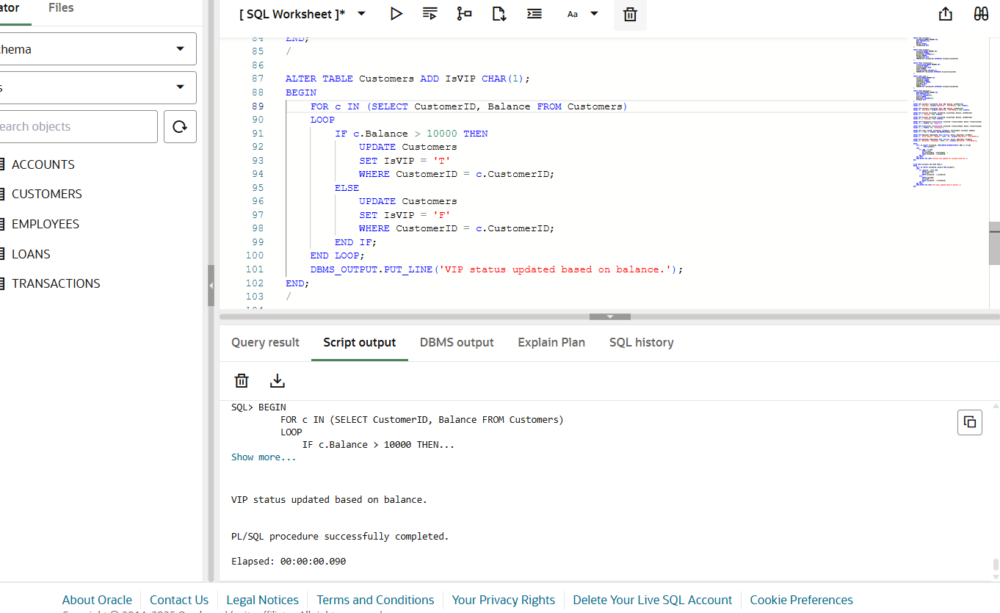 ator Files
[ SQL Worksheet ]*
Aa
chema
s
earch objects
ACCOUNTS
CUSTOMERS
EMPLOYEES
LOANS
TRANSACTIONS
84 END;
85 /
86
87 ALTER TABLE Customers ADD IsVIP CHAR(1);
88 BEGIN
89 FOR c IN (SELECT CustomerID, Balance FROM Customers)
90 LOOP
91 IF c.Balance > 10000 THEN
92 UPDATE Customers
93 SET IsVIP = 'T'
94 WHERE CustomerID = c.CustomerID;
95 ELSE
96 UPDATE Customers
97 SET IsVIP = 'F'
98 WHERE CustomerID = c.CustomerID;
99 END IF;
100 END LOOP;
101 DBMS_OUTPUT.PUT_LINE('VIP status updated based on balance.');
102 END;
103 /
104
Query result Script output DBMS output Explain Plan SQL history
SQL> BEGIN
FOR c IN (SELECT CustomerID, Balance FROM Customers)
LOOP
IF c.Balance > 10000 THEN...
Show more...
VIP status updated based on balance.
PL/SQL procedure successfully completed.
Elapsed: 00:00:00.090
About Oracle Contact Us Legal Notices Terms and Conditions Your Privacy Rights Delete Your Live SQL Account Cookie Preferences